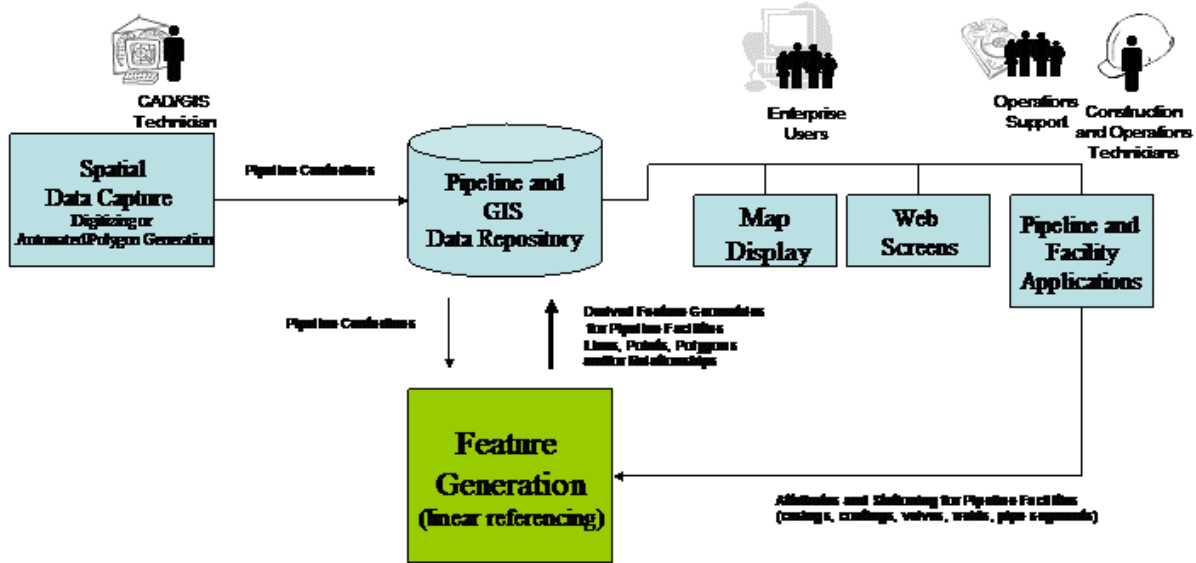 CAD/GIS
Technician
Enterprise
Users
Operations
Support
Construction
and Operations
Technicians
Spatial
Data Capture
Digitizing or
Automated/Polygon Generation
Pipeline Centerlines
Pipeline and
GIS
Data Repository
Map
Display
Web
Screens
Pipeline and
Facility
Applications
Pipeline Centerlines
Derived Feature Geometries
for Pipeline Facilities
Lines, Points, Polygons
and/or Relationships
Feature
Generation
(linear referencing)
Attributes and Stationing for Pipeline Facilities
(casings, coatings, valves, welds, pipe segments)